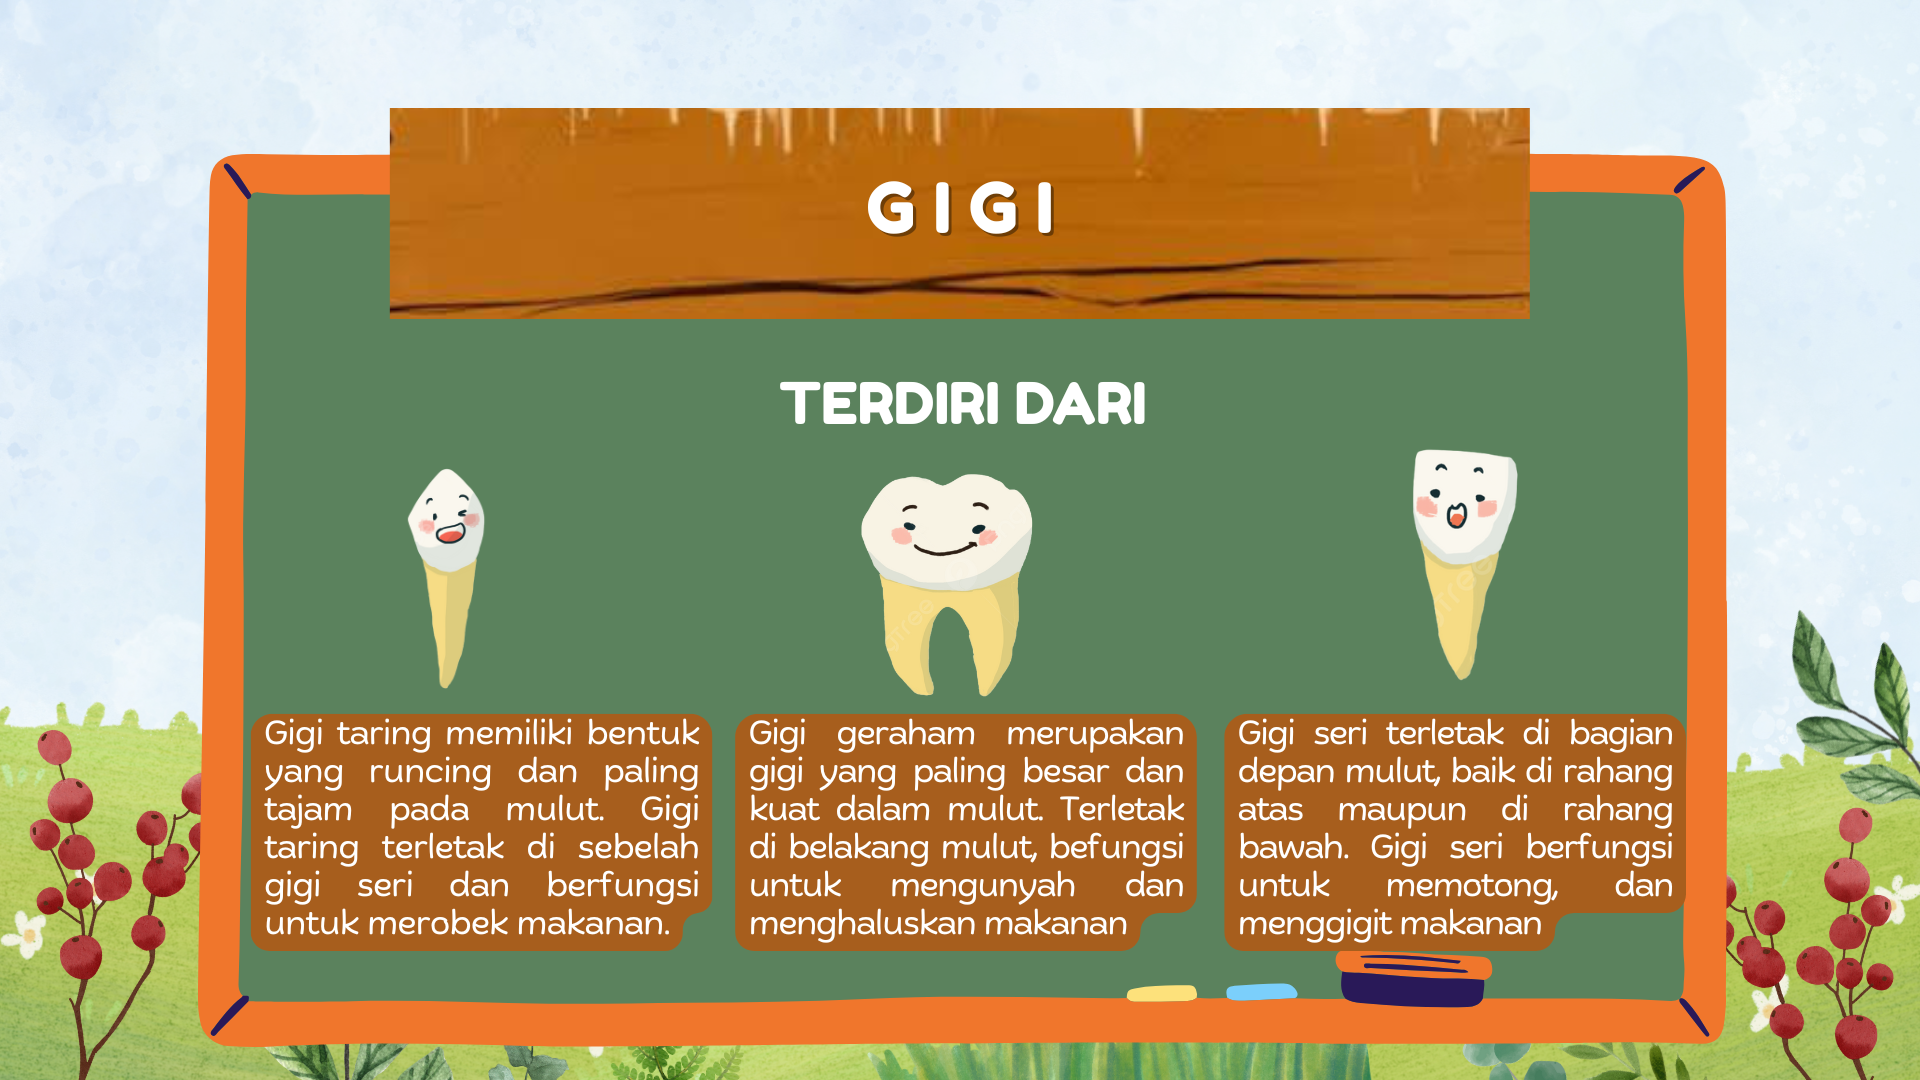 GIGI
TERDIRI DARI
Gigi taring memiliki bentuk
yang runcing dan paling
tajam pada mulut. Gigi
taring terletak di sebelah
gigi seri dan berfungsi
untuk merobek makanan.
Gigi geraham merupakan
gigi yang paling besar dan
kuat dalam mulut. Terletak
di belakang mulut, befungsi
untuk mengunyah dan
menghaluskan makanan
Gigi seri terletak di bagian
depan mulut, baik di rahang
atas maupun di rahang
bawah. Gigi seri berfungsi
untuk memotong, dan
menggigit makanan